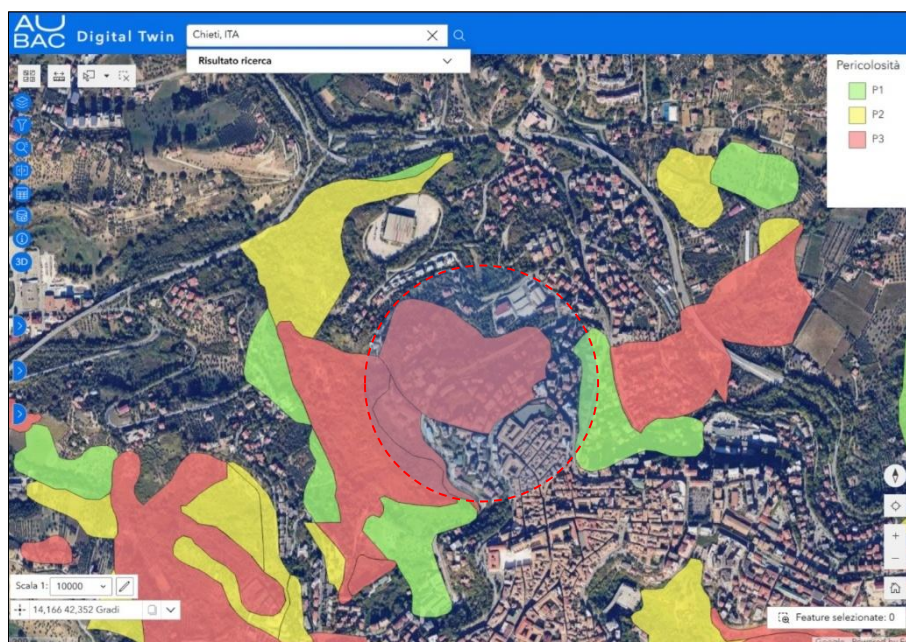 AU
BAC
Digital Twin
Chieti, ITA
Risultato ricerca
Pericolosità
P1
P2
P3
3D
Scala 1: 10000
14,166 42,352 Gradi
Feature selezionate: 0